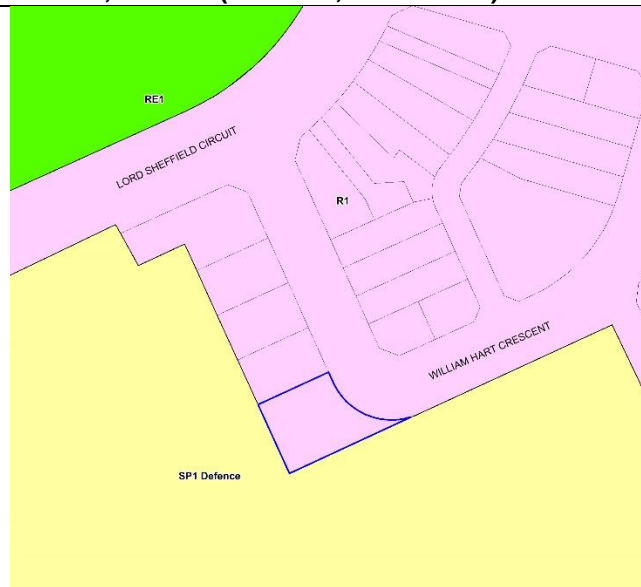 RE1
LORD SHEFFIELD CIRCUIT
R1
WILLIAM HART CRESCENT
SP1 Defence